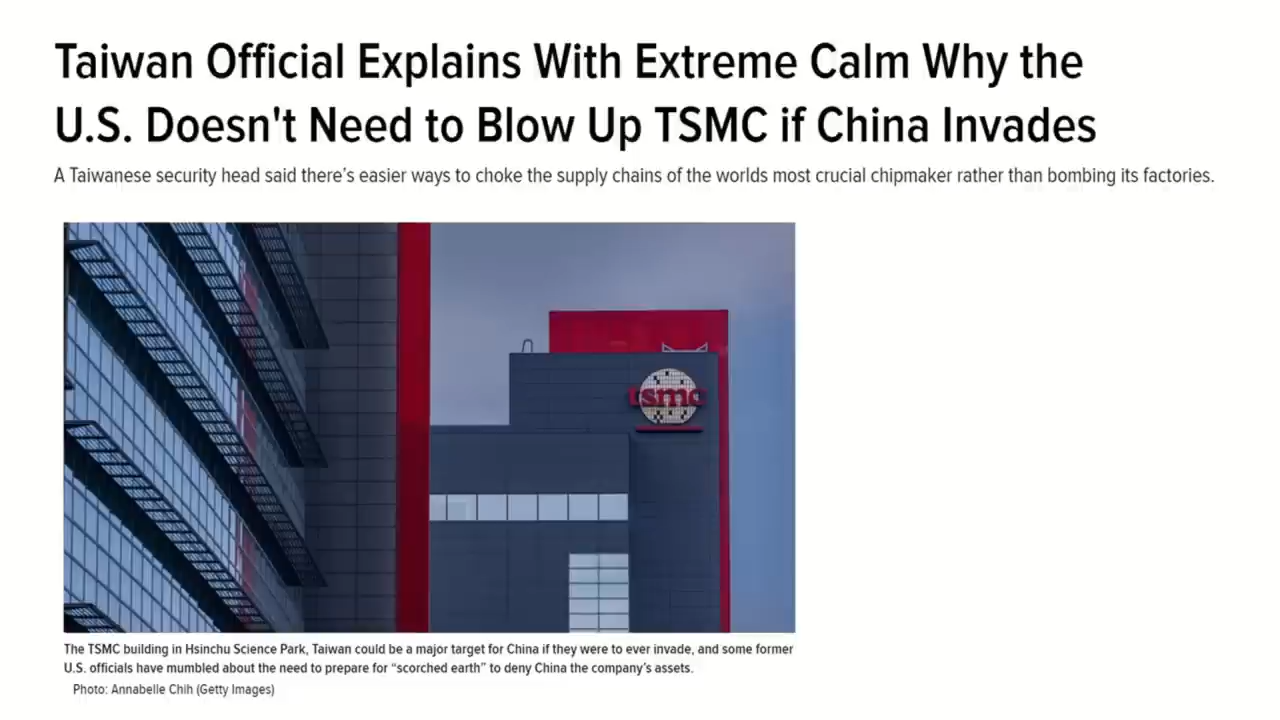 Taiwan Official Explains With Extreme Calm Why the
U.S. Doesn't Need to Blow Up TSMC if China Invades
A Taiwanese security head said there's easier ways to choke the supply chains of the worlds most crucial chipmaker rather than bombing its factories.
tsmc
The TSMC building in Hsinchu Science Park, Taiwan could be a major target for China if they were to ever invade, and some former
U.S. officials have mumbled about the need to prepare for “scorched earth” to deny China the company's assets.
Photo: Annabelle Chih (Getty Images)